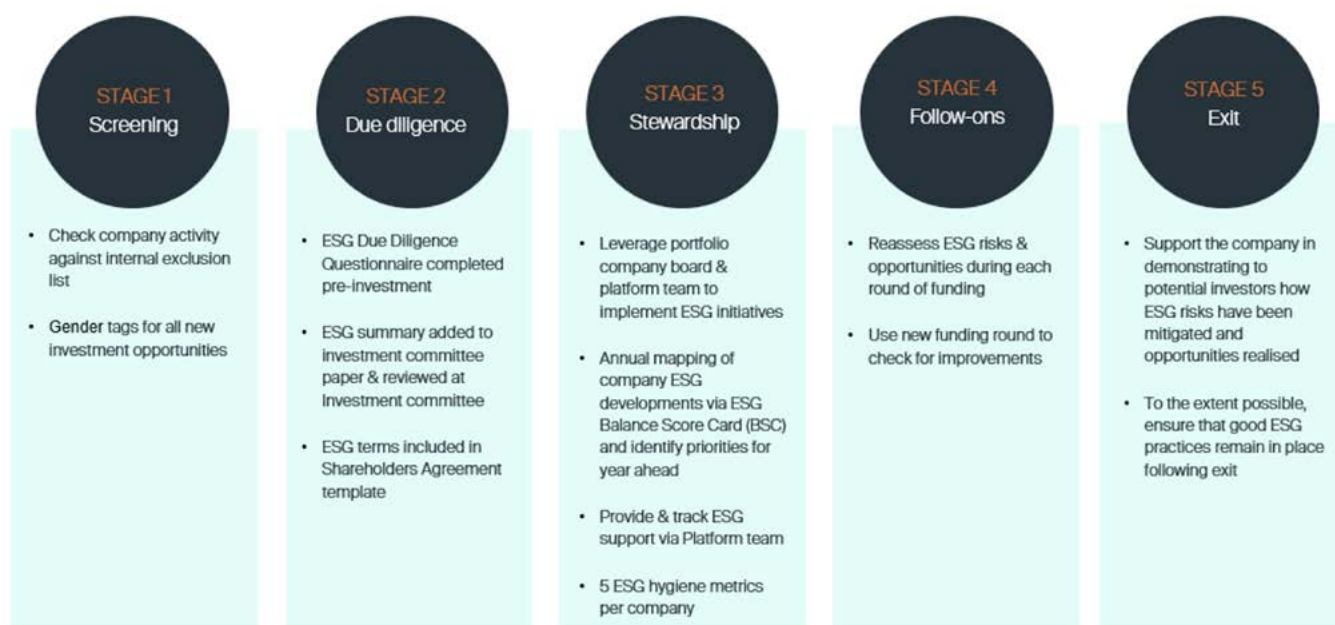 STAGE 1
Screening
• Check company activity
against internal exclusion
list
• Gender tags for all new
investment opportunities
STAGE 2
Due diligence
• ESG Due Diligence
Questionnaire completed
pre-investment
• ESG summary added to
investment committee
paper & reviewed at
Investment committee
• ESG terms included in
Shareholders Agreement
template
STAGE 3
Stewardship
• Leverage portfolio
company board &
platform team to
implement ESG initiatives
• Annual mapping of
company ESG
developments via ESG
Balance Score Card (BSC)
and identify priorities for
year ahead
• Provide & track ESG
support via Platform team
• 5 ESG hygiene metrics
per company
STAGE 4
Follow-ons
• Reassess ESG risks &
opportunities during each
round of funding
• Use new funding round to
check for improvements
STAGE 5
Exit
• Support the company in
demonstrating to
potential investors how
ESG risks have been
mitigated and
opportunities realised
• To the extent possible,
ensure that good ESG
practices remain in place
following exit